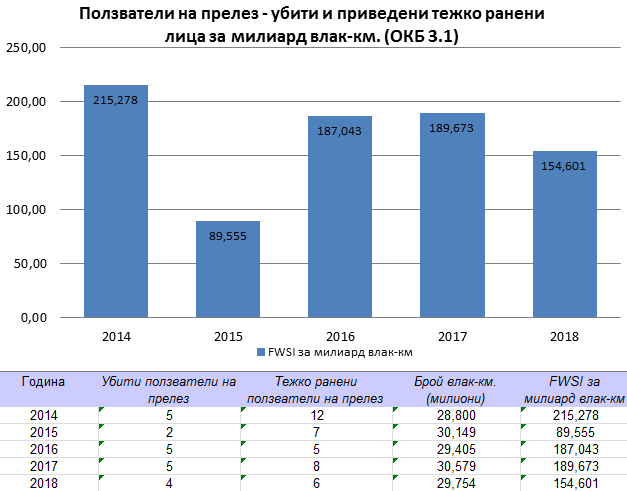 Ползватели на прелез - убити и приведени тежко ранени
лица за милиард влак-км. (ОКБ 3.1)
250,00
200,00
150,00
100,00
50,00
0,00
215,278
89,555
187,043
189,673
154,601
2014 2015 2016 2017 2018
FWSI за милиард влак-км
Година Убити ползватели на прелез Тежко ранени ползватели на прелез Брой влак-км. (милиони) FWSI за милиард влак-км
2014 5 12 28,800 215,278
2015 2 7 30,149 89,555
2016 5 5 29,405 187,043
2017 5 8 30,579 189,673
2018 4 6 29,754 154,601